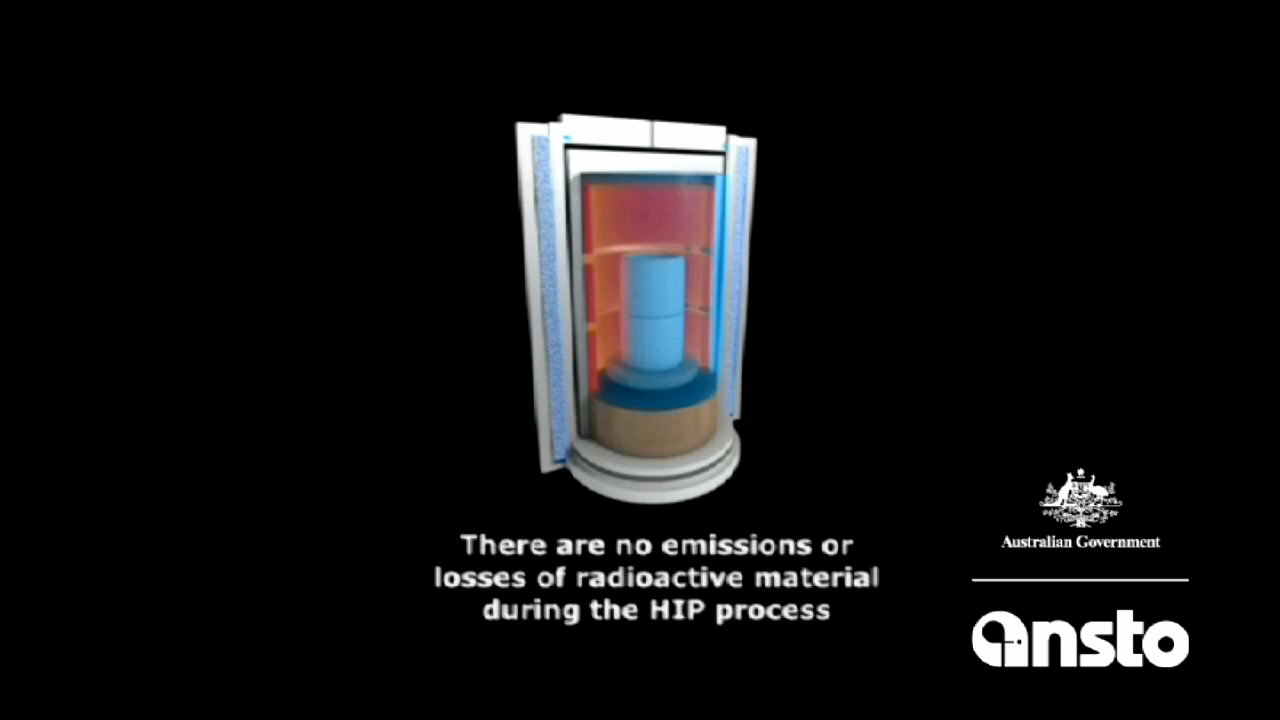 There are no emissions or
losses of radioactive material
during the HIP process
Australian Government
ansto